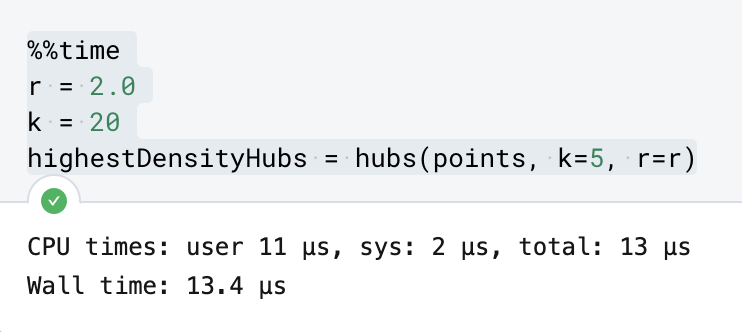 %%time
r = 2.0
k = 20
highestDensityHubs = hubs(points, k=5, r=r)
CPU times: user 11 µs, sys: 2 µs, total: 13 µs
Wall time: 13.4 µs